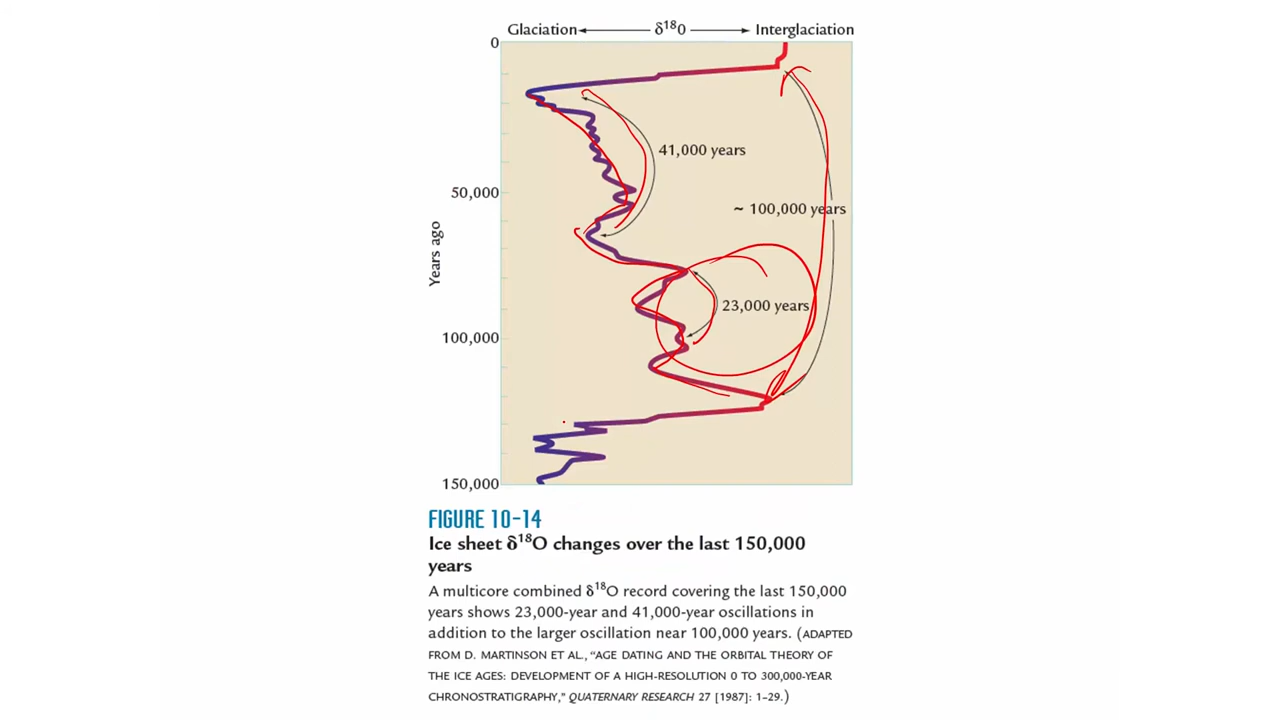 Glaciation ← δ¹⁸O → Interglaciation
0
41,000 years
50,000
~ 100,000 years
Years ago
23,000 years
100,000
150,000
FIGURE 10-14
Ice sheet δ¹⁸O changes over the last 150,000
years
A multicore combined δ¹⁸O record covering the last 150,000
years shows 23,000-year and 41,000-year oscillations in
addition to the larger oscillation near 100,000 years. (ADAPTED
FROM D. MARTINSON ET AL., “AGE DATING AND THE ORBITAL THEORY OF
THE ICE AGES: DEVELOPMENT OF A HIGH-RESOLUTION 0 TO 300,000-YEAR
CHRONOSTRATIGRAPHY,” QUATERNARY RESEARCH 27 [1987]: 1–29.)